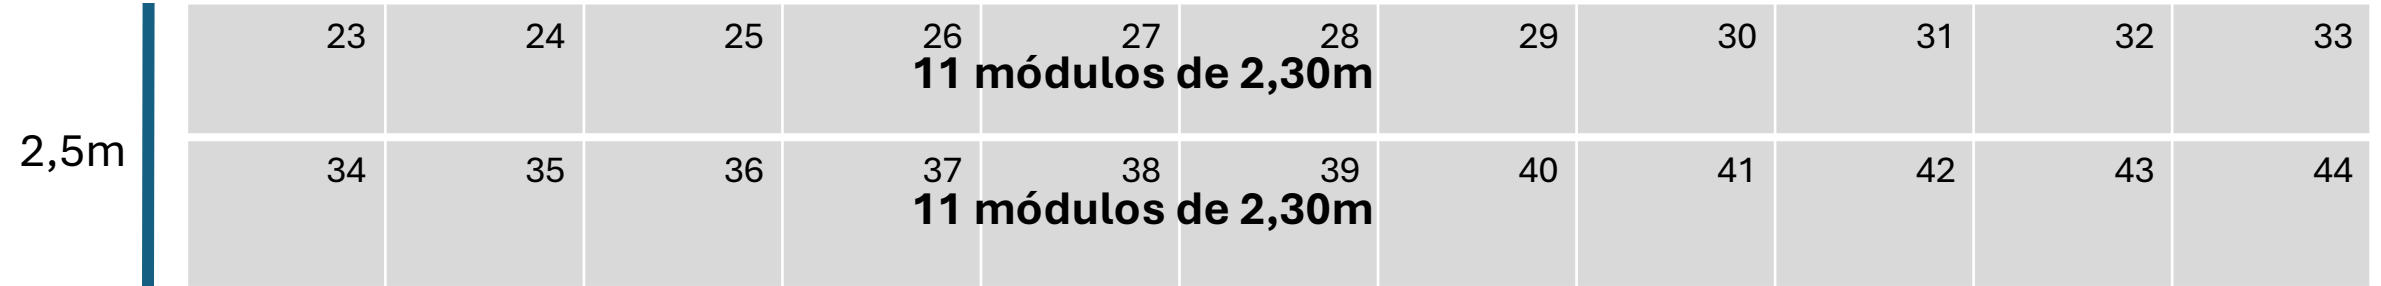 23 24 25 26 27 28 29 30 31 32 33
11 módulos de 2,30m
2,5m
34 35 36 37 38 39 40 41 42 43 44
11 módulos de 2,30m